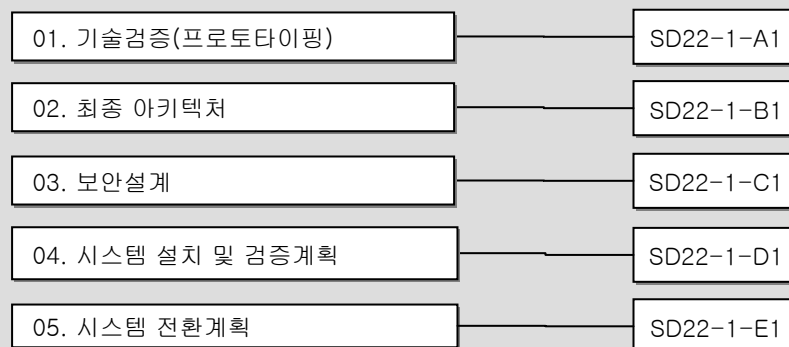 01. 기술검증(프로토타이핑)
SD22-1-A1
02. 최종 아키텍처
SD22-1-B1
03. 보안설계
SD22-1-C1
04. 시스템 설치 및 검증계획
SD22-1-D1
05. 시스템 전환계획
SD22-1-E1